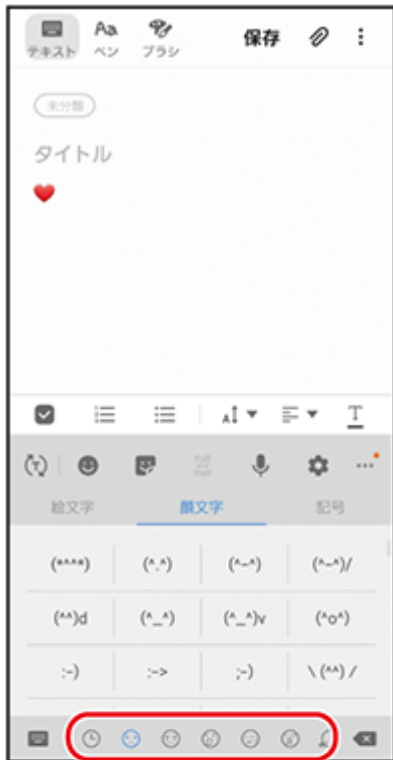 テキスト Aa ペン ブラシ 保存
未分類
タイトル
絵文字 顔文字 記号
(*^^*) (^.^) (^-^) (^-^)/
(^^)d (^_^) (^_^)v (^o^)
:-) :-> ;-) \(^^)/